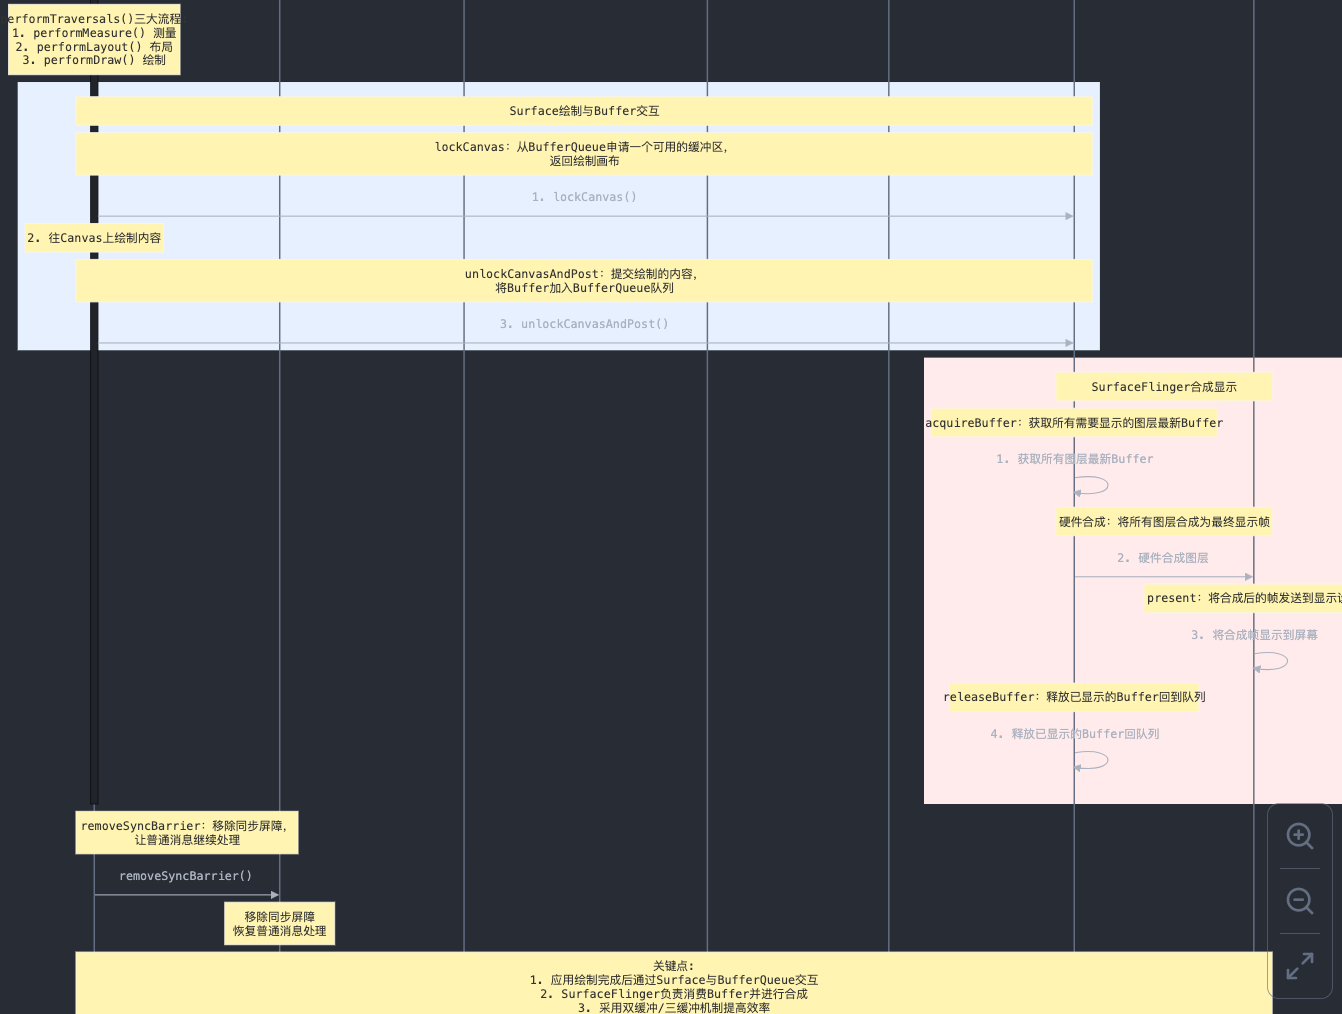 erformTraversals()三大流程
1. performMeasure() 测量
2. performLayout() 布局
3. performDraw() 绘制
Surface绘制与Buffer交互
lockCanvas: 从BufferQueue申请一个可用的缓冲区,
返回绘制画布
1. lockCanvas()
2. 往Canvas上绘制内容
unlockCanvasAndPost: 提交绘制的内容,
将Buffer加入BufferQueue队列
3. unlockCanvasAndPost()
SurfaceFlinger合成显示
acquireBuffer: 获取所有需要显示的图层最新Buffer
1. 获取所有图层最新Buffer
硬件合成: 将所有图层合成为最终显示帧
2. 硬件合成图层
present: 将合成后的帧发送到显示
3. 将合成帧显示到屏幕
releaseBuffer: 释放已显示的Buffer回到队列
4. 释放已显示的Buffer回队列
removeSyncBarrier: 移除同步屏障,
让普通消息继续处理
removeSyncBarrier()
移除同步屏障
恢复普通消息处理
关键点:
1. 应用绘制完成后通过Surface与BufferQueue交互
2. SurfaceFlinger负责消费Buffer并进行合成
3. 采用双缓冲/三缓冲机制提高效率